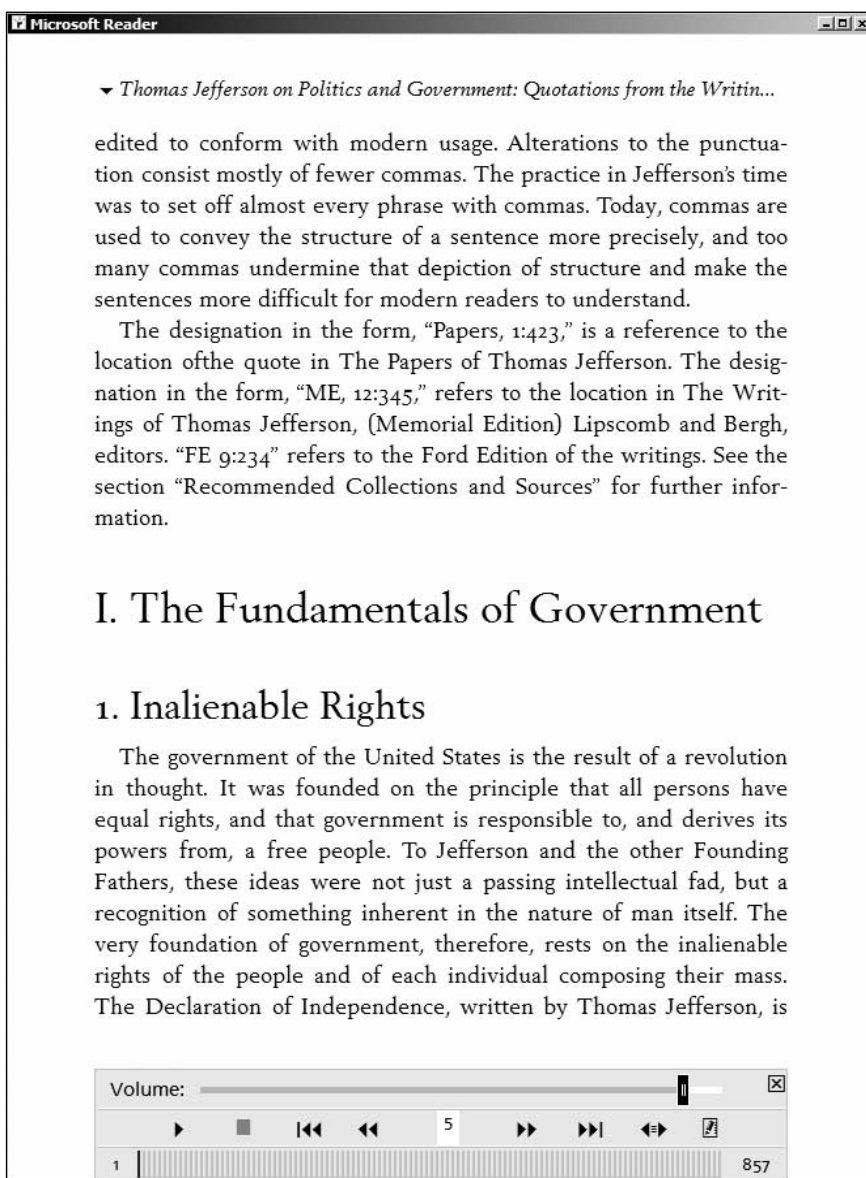 Microsoft Reader
Thomas Jefferson on Politics and Government: Quotations from the Writin...
edited to conform with modern usage. Alterations to the punctua-
tion consist mostly of fewer commas. The practice in Jefferson's time
was to set off almost every phrase with commas. Today, commas are
used to convey the structure of a sentence more precisely, and too
many commas undermine that depiction of structure and make the
sentences more difficult for modern readers to understand.
The designation in the form, “Papers, 1:423,” is a reference to the
location ofthe quote in The Papers of Thomas Jefferson. The desig-
nation in the form, “ME, 12:345,” refers to the location in The Writ-
ings of Thomas Jefferson, (Memorial Edition) Lipscomb and Bergh,
editors. “FE 9:234” refers to the Ford Edition of the writings. See the
section “Recommended Collections and Sources” for further infor-
mation.
I. The Fundamentals of Government
1. Inalienable Rights
The government of the United States is the result of a revolution
in thought. It was founded on the principle that all persons have
equal rights, and that government is responsible to, and derives its
powers from, a free people. To Jefferson and the other Founding
Fathers, these ideas were not just a passing intellectual fad, but a
recognition of something inherent in the nature of man itself. The
very foundation of government, therefore, rests on the inalienable
rights of the people and of each individual composing their mass.
The Declaration of Independence, written by Thomas Jefferson, is
Volume:
5
1 857